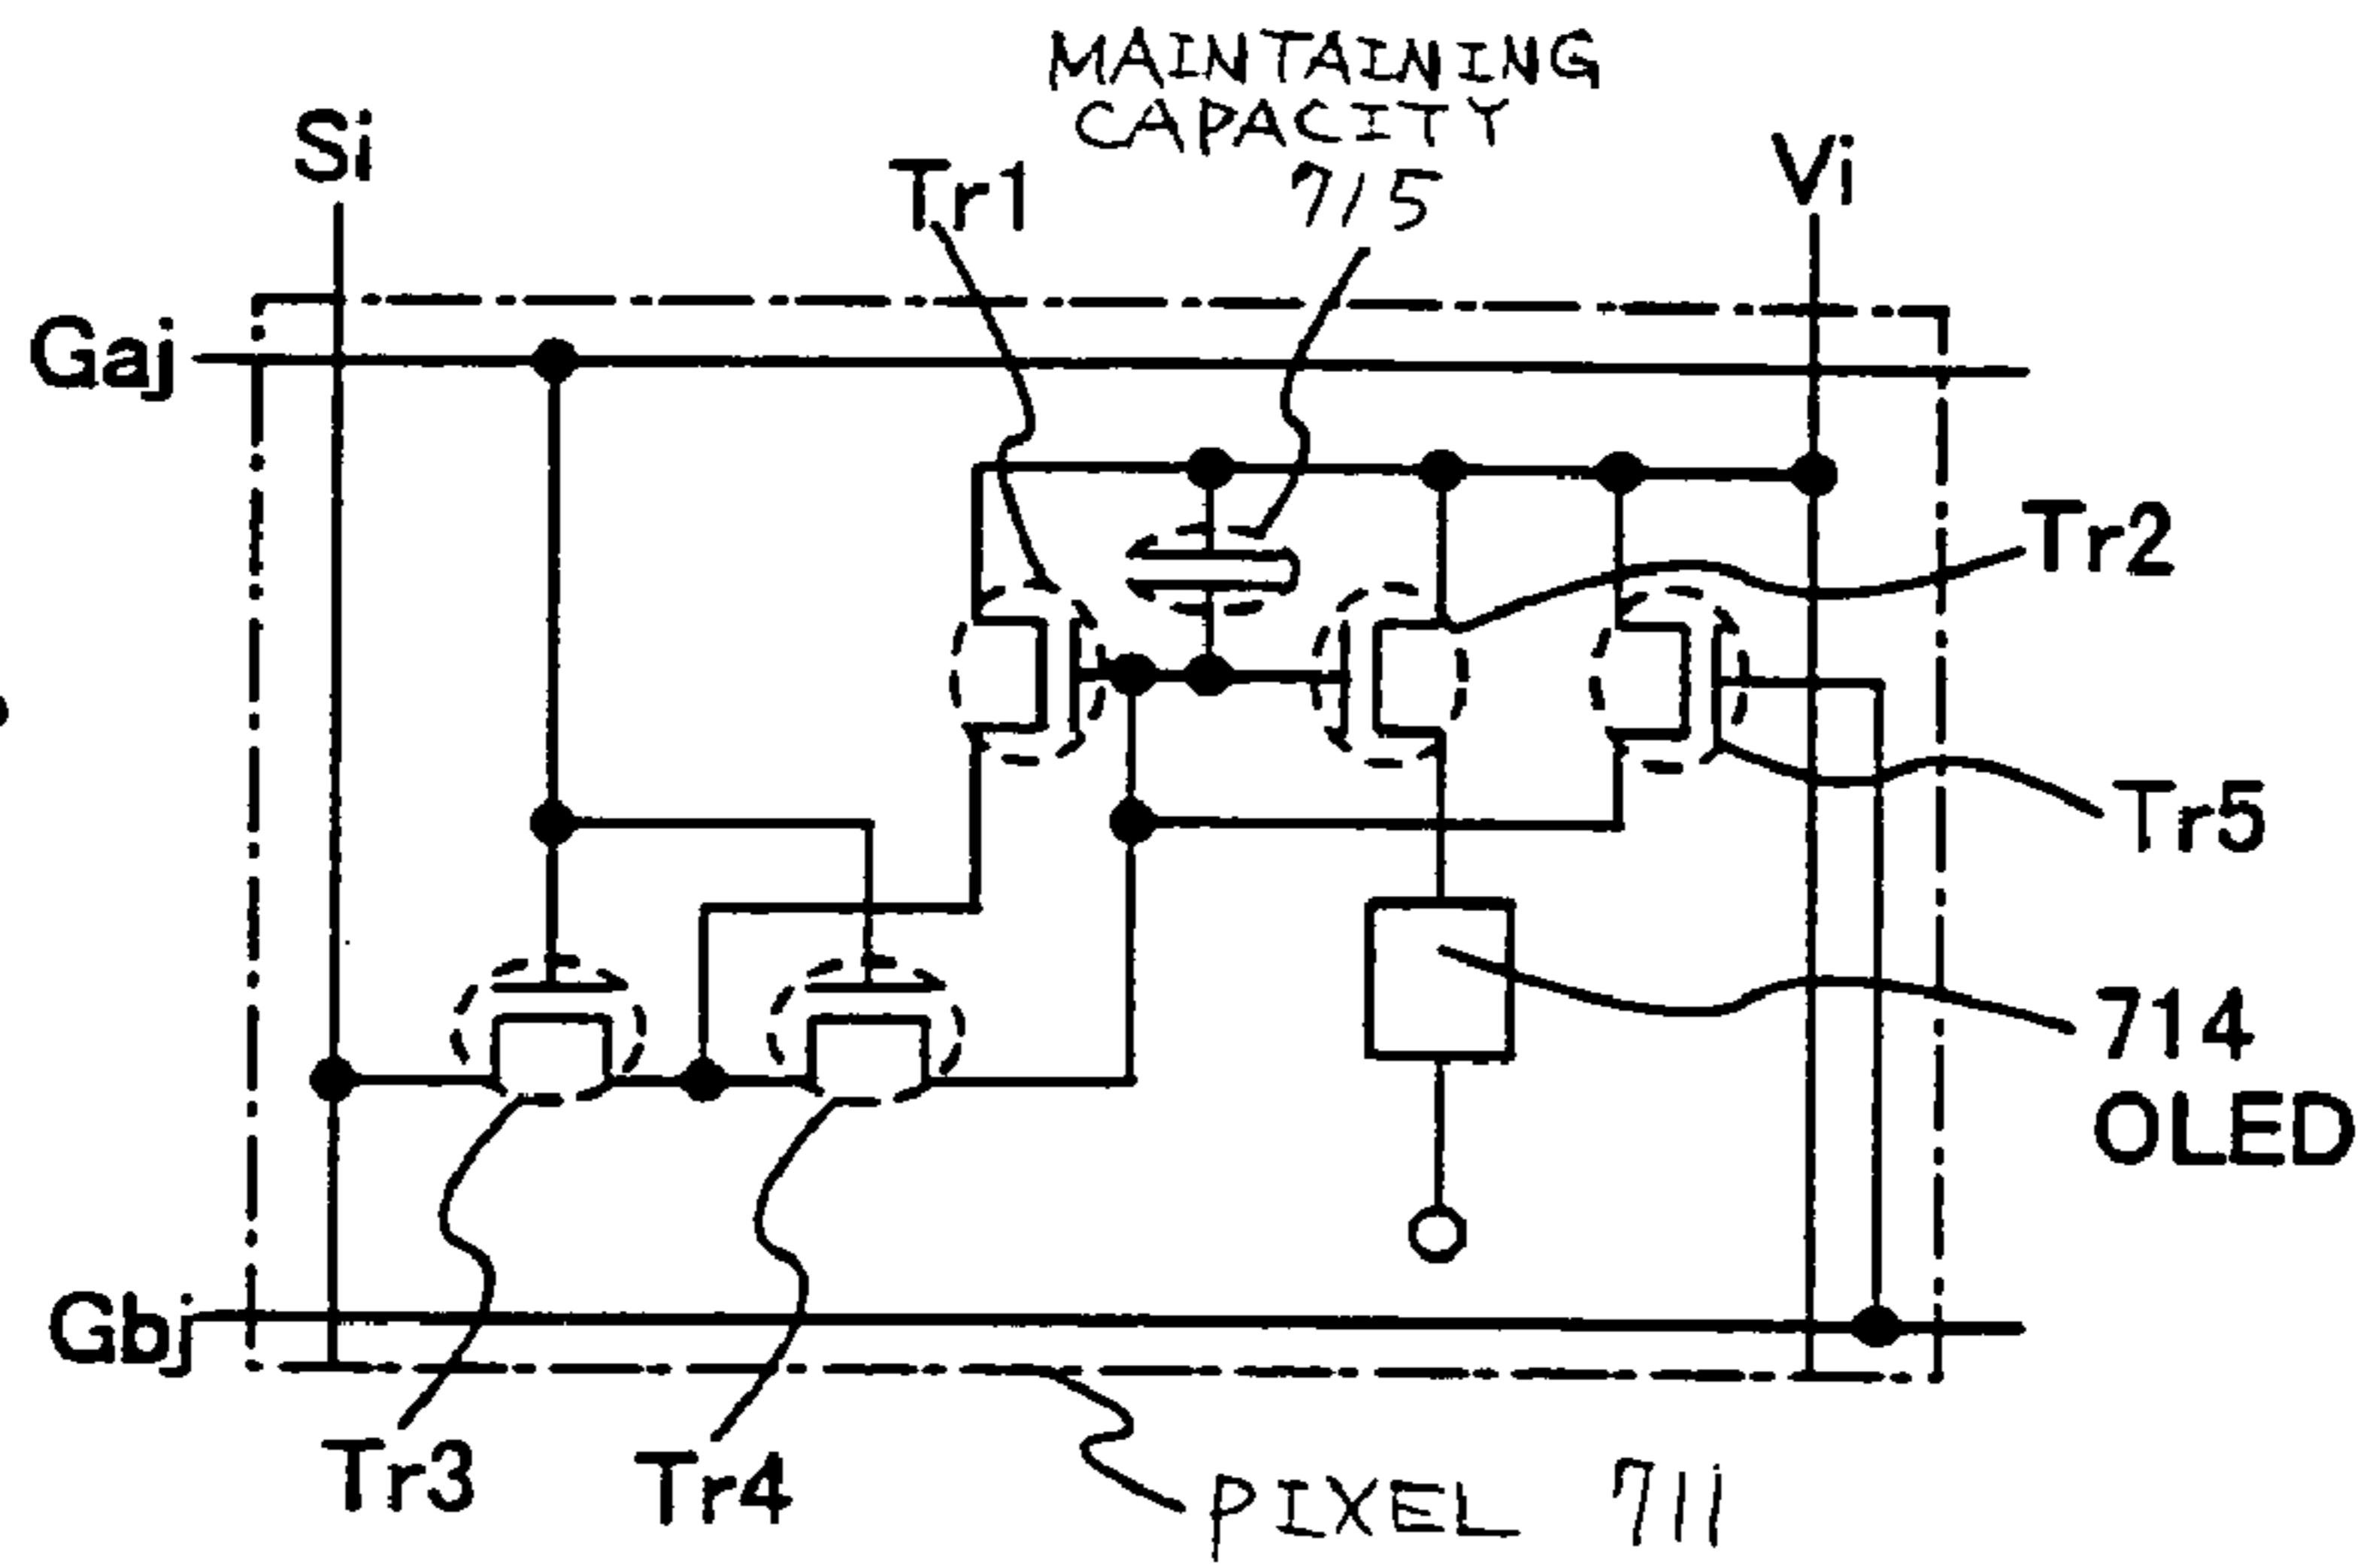 MAINTAINING
CAPACITY
715
Si
Tr1
Vi
Gaj
Tr2
Tr5
714
OLED
Gbj
Tr3
Tr4
PIXEL 711